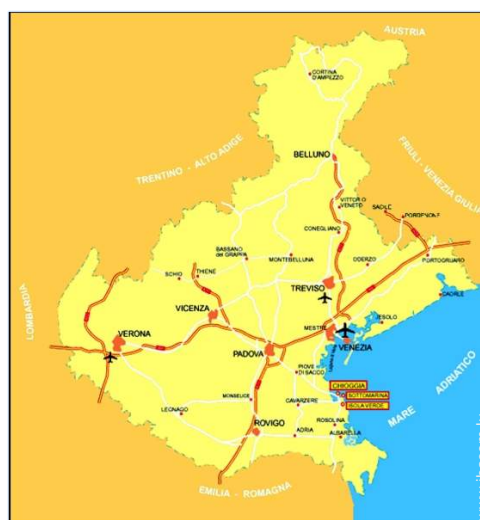 AUSTRIA
CORTINA
D'AMPEZZO
TRENTINO - ALTO ADIGE
FRIULI - VENEZIA GIULIA
BELLUNO
VITTORIO
VENETO
SACILE
PORDENONE
CONEGLIANO
BASSANO
del GRAPPA
MONTEBELLUNA
ODERZO
PORTOGRUARO
SCHIO
THIENE
TREVISO
CAORLE
LOMBARDIA
VICENZA
JESOLO
VERONA
MESTRE
VENEZIA
PADOVA
PIOVE
DI SACCO
CHIOGGIA
SOTTOMARINA
ISOLA VERDE
MARE ADRIATICO
MONSELICE
CAVARZERE
LEGNAGO
ROSOLINA
ROVIGO
ADRIA
ALBARELLA
EMILIA - ROMAGNA